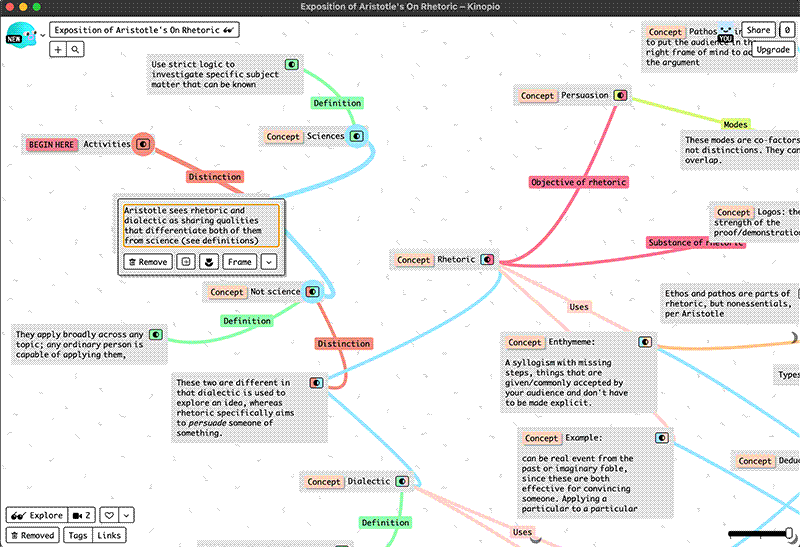 Exposition of Aristotle's On Rhetoric — Kinopio
NEW
Exposition of Aristotle's On Rhetoric
Share
0
YOU
Upgrade
Concept Pathos
to put the audience in the
right frame of mind to
the argument
Use strict logic to
investigate specific subject
matter that can be known
Definition
Concept Persuasion
Modes
BEGIN HERE Activities
Concept Sciences
These modes are co-factors
not distinctions. They can
overlap.
Distinction
Objective of rhetoric
Aristotle sees rhetoric and
dialectic as sharing qualities
that differentiate both of them
from science (see definitions)
Remove
Frame
Concept Logos: the
strength of the
proof/demonstration
Substance of rhetoric
Concept Rhetoric
Concept Not science
Uses
Ethos and pathos are parts of
rhetoric, but nonessentials,
per Aristotle
Definition
They apply broadly across any
topic; any ordinary person is
capable of applying them,
Distinction
Concept Enthymeme:
A syllogism with missing
steps, things that are
given/commonly accepted by
your audience and don't have
to be made explicit.
These two are different in
that dialectic is used to
explore an idea, whereas
rhetoric specifically aims
to persuade someone of
something.
Types
Concept Example:
can be real event from the
past or imaginary fable,
since these are both
effective for convincing
someone. Applying a
particular to a particular
Concept Deduc
Concept Dialectic
Definition
Uses
Explore
2
Removed
Tags
Links